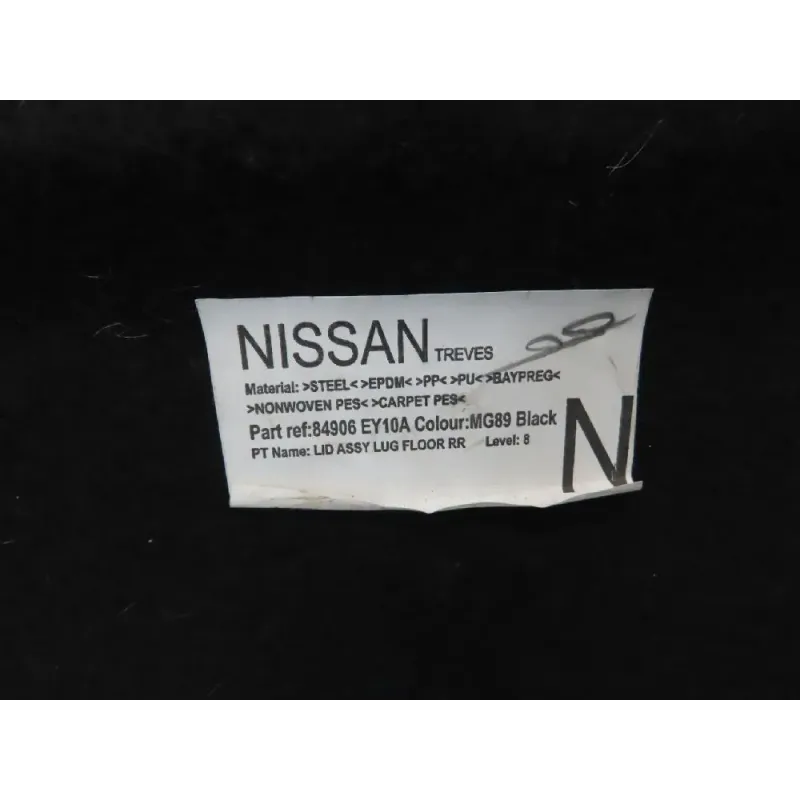 NISSAN TREVES
Material: >STEEL< >EPDM< >PP< >PU< >BAYPREG<
>NONWOVEN PES< >CARPET PES<
Part ref:84906 EY10A Colour:MG89 Black
PT Name: LID ASSY LUG FLOOR RR Level: 8
N